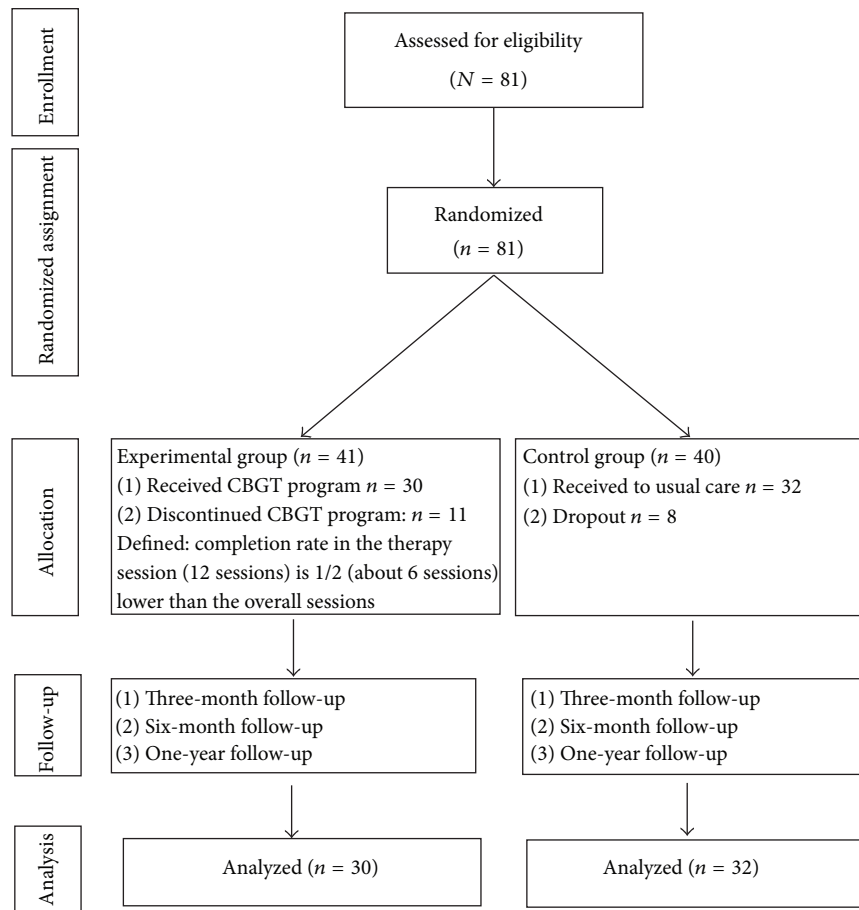 Enrollment
Assessed for eligibility
(N = 81)
Randomized assignment
Randomized
(n = 81)
Allocation
Experimental group (n = 41)
(1) Received CBGT program n = 30
(2) Discontinued CBGT program: n = 11
Defined: completion rate in the therapy
session (12 sessions) is 1/2 (about 6 sessions)
lower than the overall sessions
Control group (n = 40)
(1) Received to usual care n = 32
(2) Dropout n = 8
Follow-up
(1) Three-month follow-up
(2) Six-month follow-up
(3) One-year follow-up
(1) Three-month follow-up
(2) Six-month follow-up
(3) One-year follow-up
Analysis
Analyzed (n = 30)
Analyzed (n = 32)